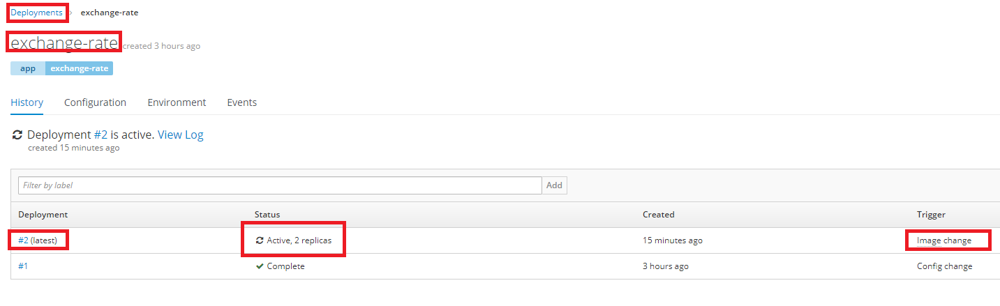 Deployments › exchange-rate
exchange-rate created 3 hours ago
app exchange-rate
History Configuration Environment Events
Deployment #2 is active. View Log
created 15 minutes ago
Filter by label Add
Deployment Status Created Trigger
#2 (latest) Active, 2 replicas 15 minutes ago Image change
#1 Complete 3 hours ago Config change